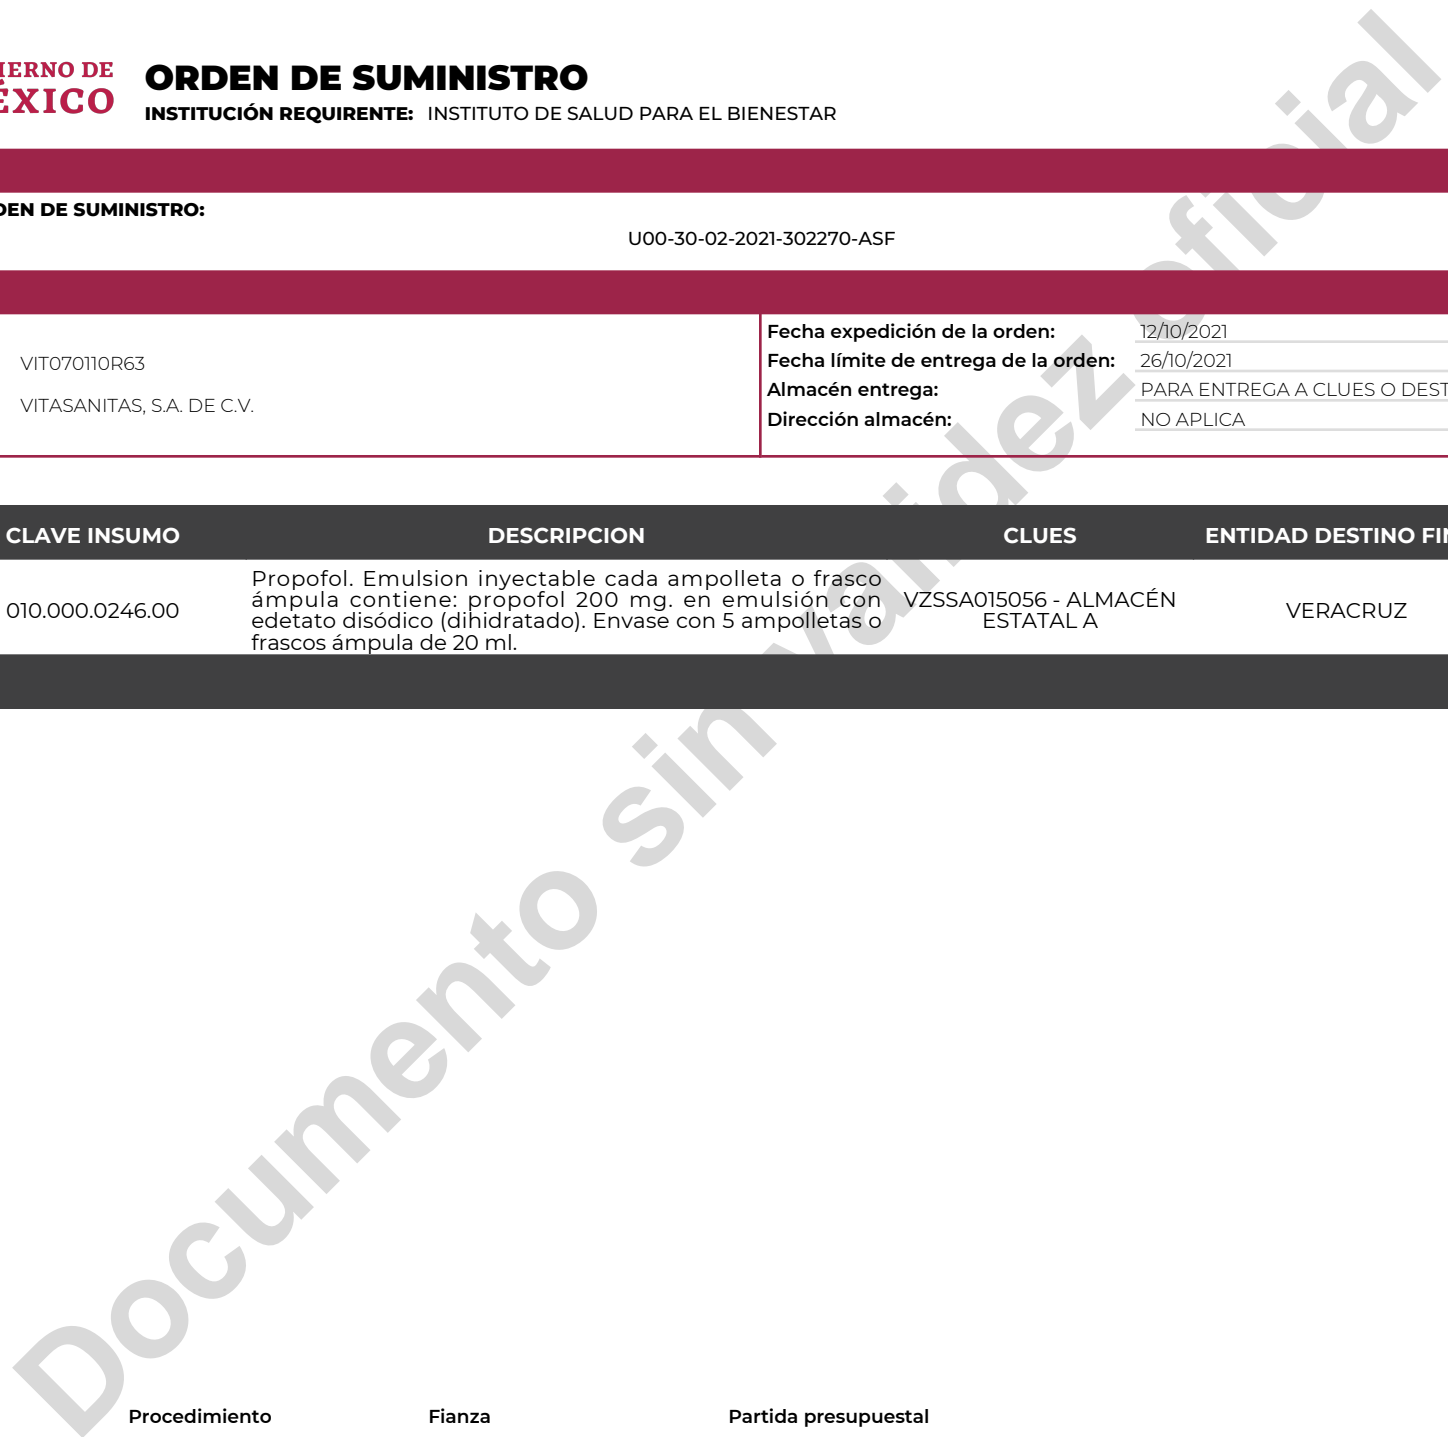 IERNO DE
ÉXICO
ORDEN DE SUMINISTRO
INSTITUCIÓN REQUIRENTE: INSTITUTO DE SALUD PARA EL BIENESTAR
DEN DE SUMINISTRO:
U00-30-02-2021-302270-ASF
VIT070110R63
VITASANITAS, S.A. DE C.V.
Fecha expedición de la orden: 12/10/2021
Fecha límite de entrega de la orden: 26/10/2021
Almacén entrega: PARA ENTREGA A CLUES O DEST
Dirección almacén: NO APLICA
CLAVE INSUMO DESCRIPCION CLUES ENTIDAD DESTINO FIN
010.000.0246.00
Propofol. Emulsion inyectable cada ampolleta o frasco
ámpula contiene: propofol 200 mg. en emulsión con
edetato disódico (dihidratado). Envase con 5 ampolletas o
frascos ámpula de 20 ml.
VZSSA015056 - ALMACÉN
ESTATAL A
VERACRUZ
Documento sin validez oficial
Procedimiento Fianza Partida presupuestal